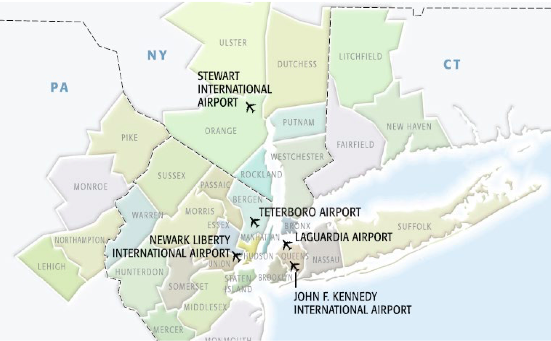 NY
ULSTER
DUTCHESS
LITCHFIELD
CT
PA
STEWART
INTERNATIONAL
AIRPORT
ORANGE
PUTNAM
NEW HAVEN
FAIRFIELD
PIKE
WESTCHESTER
ROCKLAND
MONROE
SUSSEX
PASSAIC
BERGEN
WARREN
MORRIS
TETERBORO AIRPORT
ESSEX
BRONX
SUFFOLK
MANHATTAN
LAGUARDIA AIRPORT
NORTHAMPTON
NEWARK LIBERTY
INTERNATIONAL AIRPORT
HUDSON
QUEENS
NASSAU
LEHIGH
UNION
HUNTERDON
SOMERSET
STATEN
ISLAND
BROOKLYN
JOHN F. KENNEDY
INTERNATIONAL AIRPORT
MIDDLESEX
MERCER
MONMOUTH